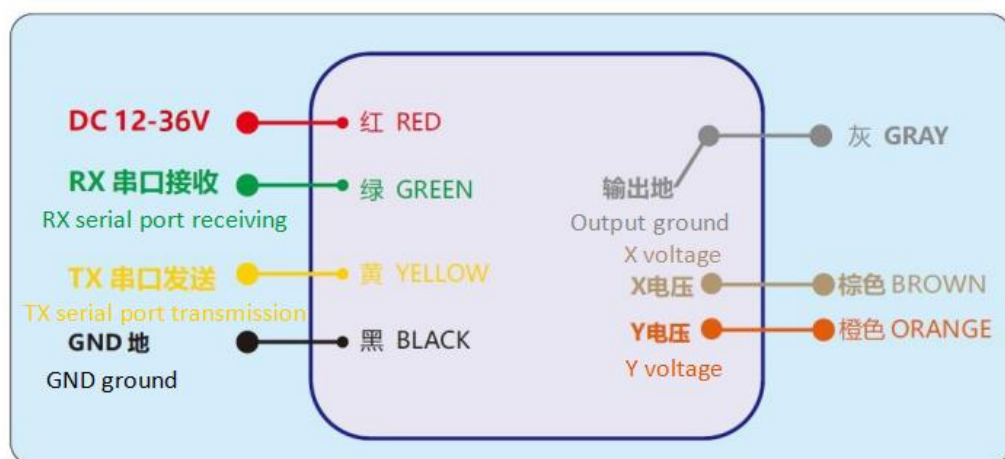 DC 12-36V
红 RED
RX 串口接收
RX serial port receiving
绿 GREEN
TX 串口发送
TX serial port transmission
黄 YELLOW
GND 地
GND ground
黑 BLACK
灰 GRAY
输出地
Output ground
X voltage
X电压
棕色 BROWN
Y电压
橙色 ORANGE
Y voltage